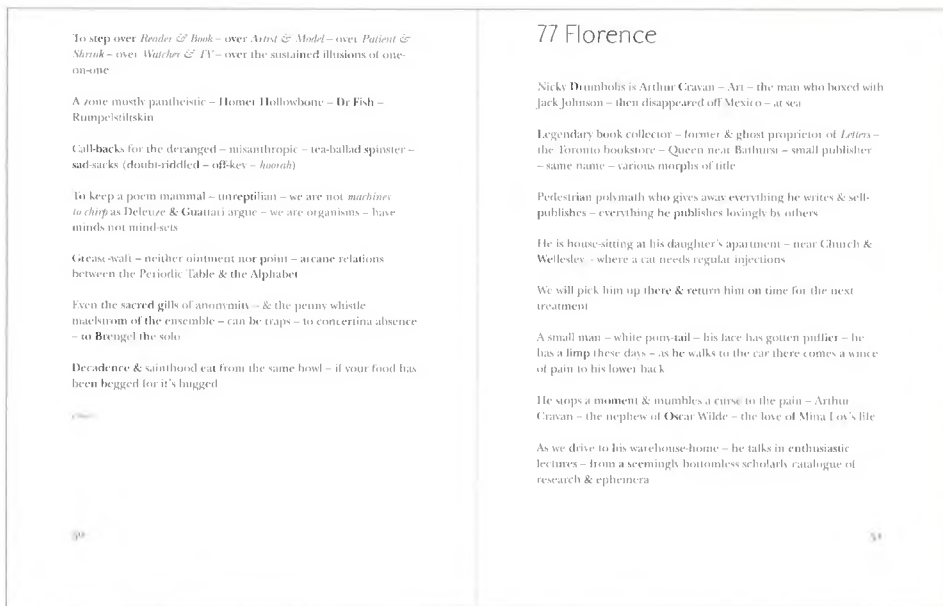 To step over Reader & Book – over Artist & Model – over Patient &
Shrink – over Watcher & TV – over the sustained illusions of one-
on-one
A zone mostly pantheistic – Homer Hollowbone – Dr Fish –
Rumpelstiltskin
Call-backs for the deranged – misanthropic – tea-ballad spinster –
sad-sacks (doubt-riddled – off-key – hoorah)
To keep a poem mammal – unreptilian – we are not machines
to chirp as Deleuze & Guattari argue – we are organisms – have
minds not mind-sets
Grease-waft – neither ointment nor point – arcane relations
between the Periodic Table & the Alphabet
Even the sacred gills of anonymity – & the penny whistle
maelstrom of the ensemble – can be traps – to concertina absence
– to Brengel the solo
Decadence & sainthood eat from the same bowl – if your food has
been begged for it's hugged
50
77 Florence
Nicky Drumbolis is Arthur Cravan – Art – the man who boxed with
Jack Johnson – then disappeared off Mexico – at sea
Legendary book collector – former & ghost proprietor of Letters –
the Toronto bookstore – Queen near Bathurst – small publisher
– same name – various morphs of title
Pedestrian polymath who gives away everything he writes & self-
publishes – everything he publishes lovingly by others
He is house-sitting at his daughter's apartment – near Church &
Wellesley – where a cat needs regular injections
We will pick him up there & return him on time for the next
treatment
A small man – white pony-tail – his face has gotten puffier – he
has a limp these days – as he walks to the car there comes a wince
of pain to his lower back
He stops a moment & mumbles a curse to the pain – Arthur
Cravan – the nephew of Oscar Wilde – the love of Mina Loy's life
As we drive to his warehouse-home – he talks in enthusiastic
lectures – from a seemingly bottomless scholarly catalogue of
research & ephemera
51